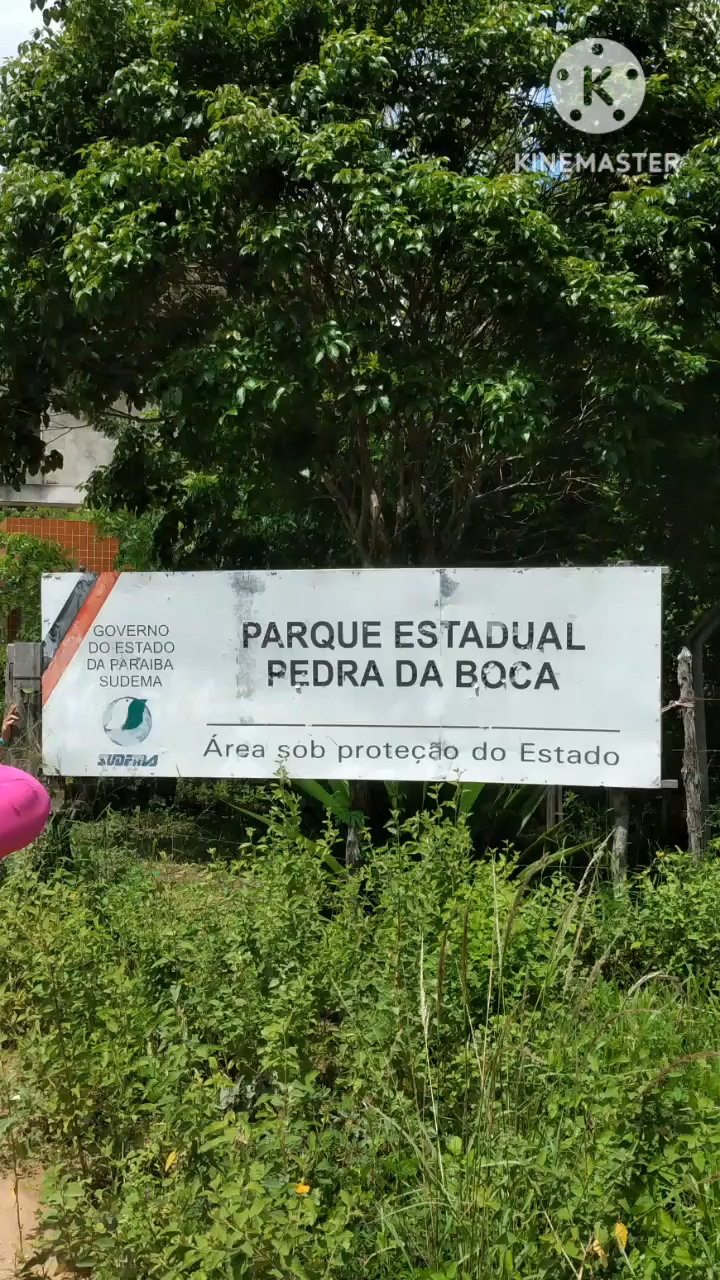 K
KINEMASTER
GOVERNO
DO ESTADO
DA PARAIBA
SUDEMA
SUDEMA
PARQUE ESTADUAL
PEDRA DA BOCA
Área sob proteção do Estado